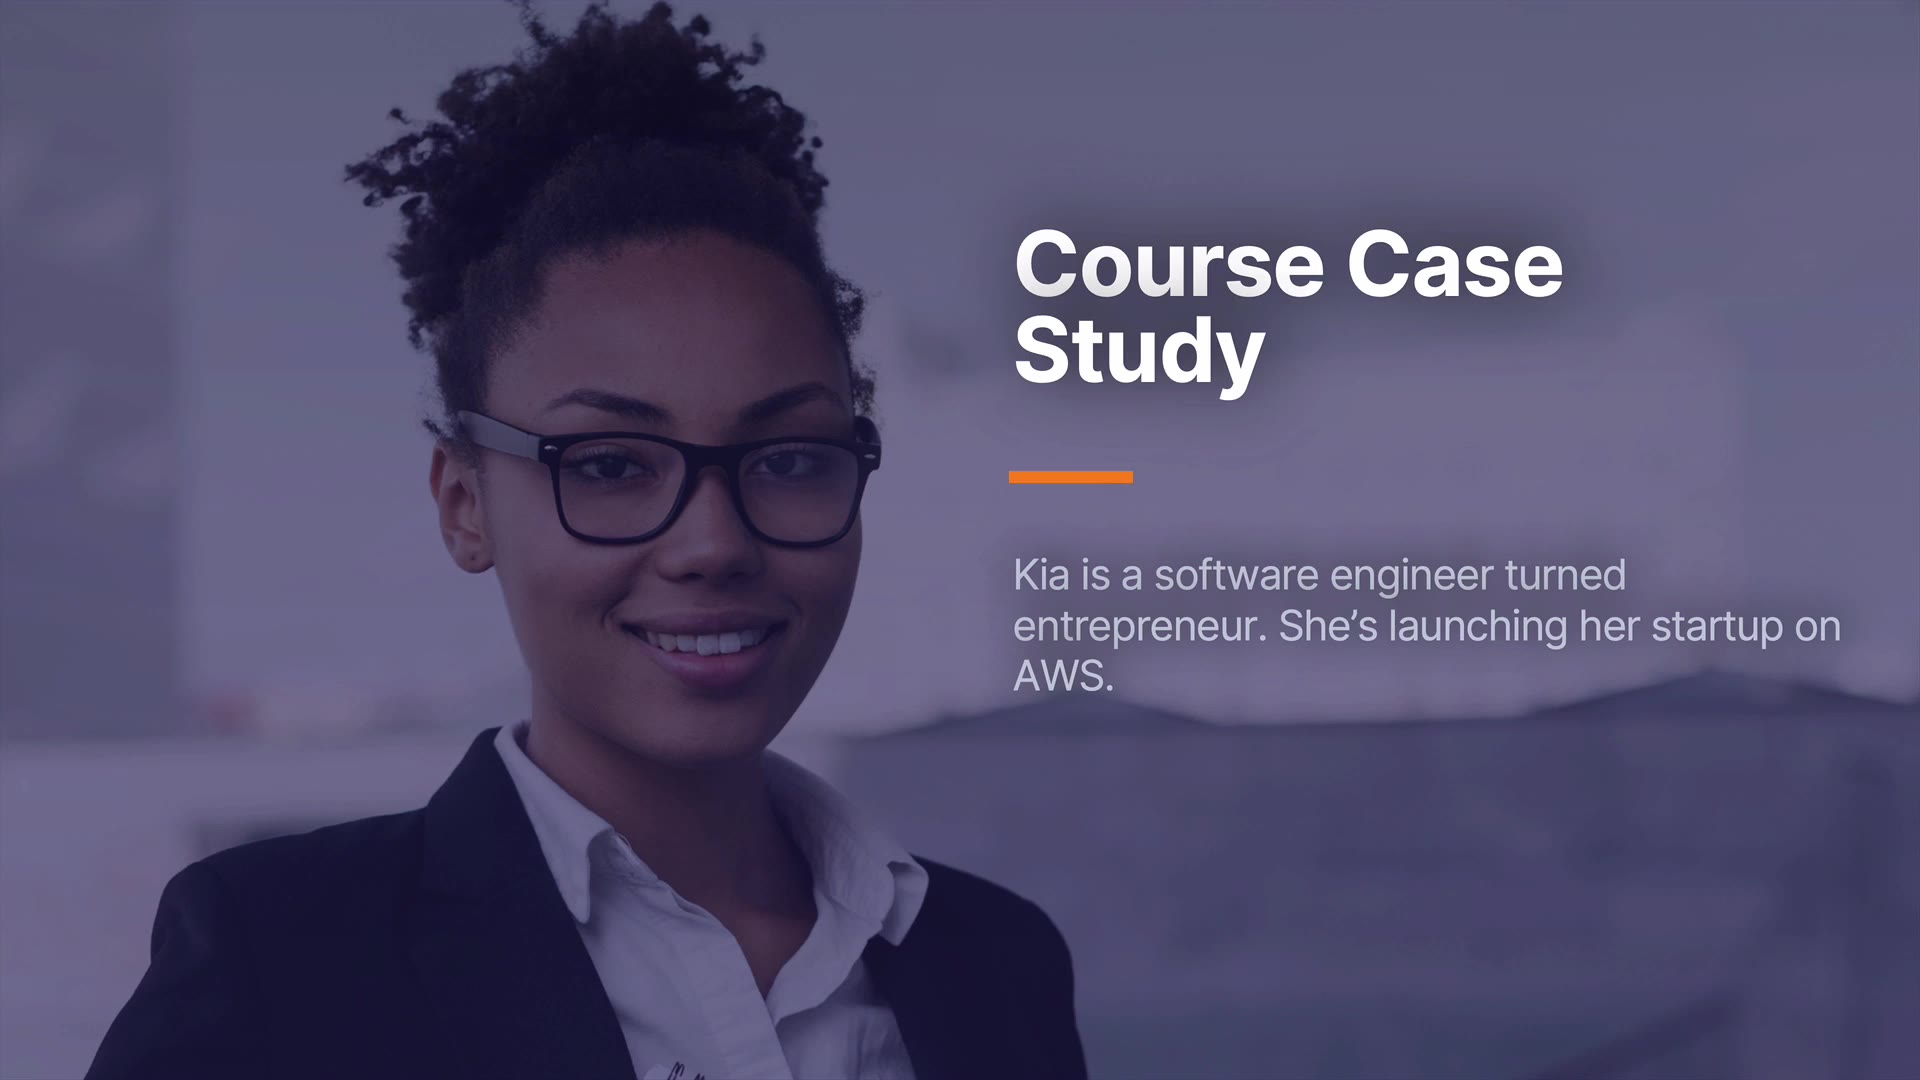 Course Case
Study
Kia is a software engineer turned
entrepreneur. She’s launching her startup on
AWS.